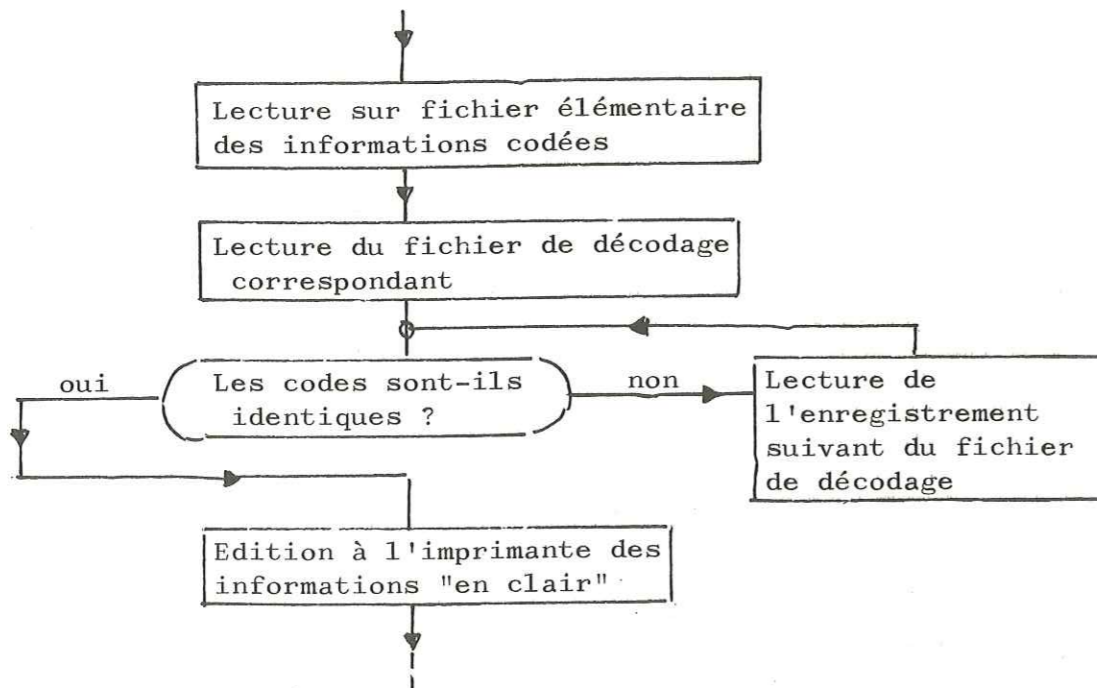 Lecture sur fichier élémentaire
des informations codées
Lecture du fichier de décodage
correspondant
oui
Les codes sont-ils
identiques ?
non
Lecture de
l'enregistrement
suivant du fichier
de décodage
Edition à l'imprimante des
informations "en clair"